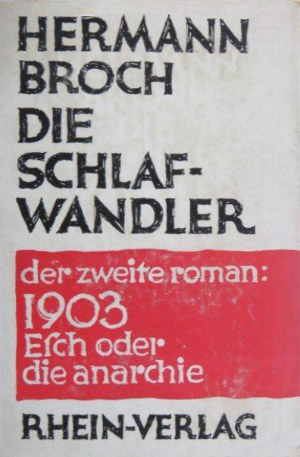 HERMANN
BROCH
DIE
SCHLAF-
WANDLER
der zweite roman:
1903
Esch oder
die anarchie
RHEIN-VERLAG